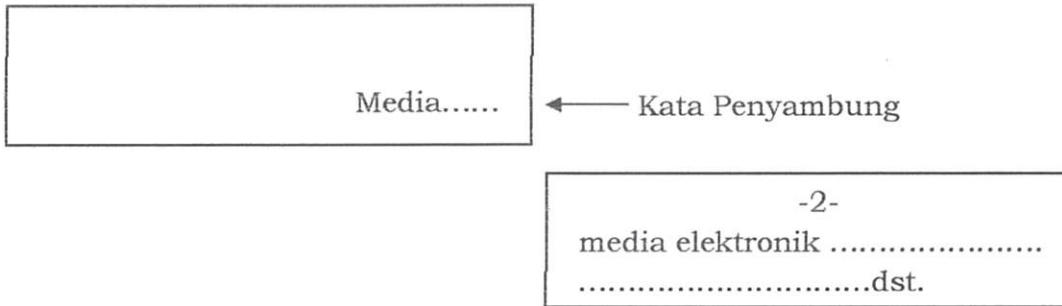 Media......
Kata Penyambung
-2-
media elektronik ......................
..............................dst.